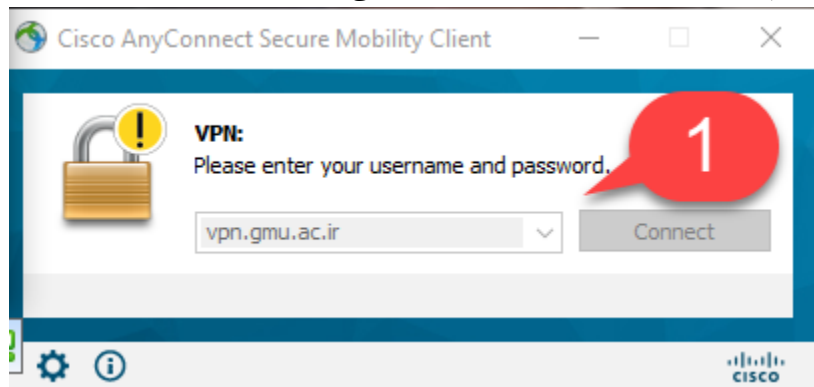 Cisco AnyConnect Secure Mobility Client
VPN:
Please enter your username and password.
1
vpn.gmu.ac.ir
Connect
CISCO